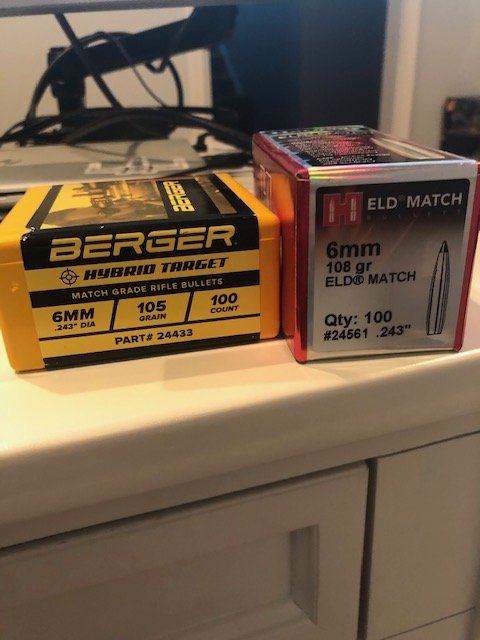 BERGER
BERGER
HYBRID TARGET
MATCH GRADE RIFLE BULLETS
6MM
.243" DIA
105
GRAIN
100
COUNT
PART# 24433
H ELD® MATCH
BULLETS
6mm
108 gr
ELD® MATCH
Qty: 100
#24561 .243"